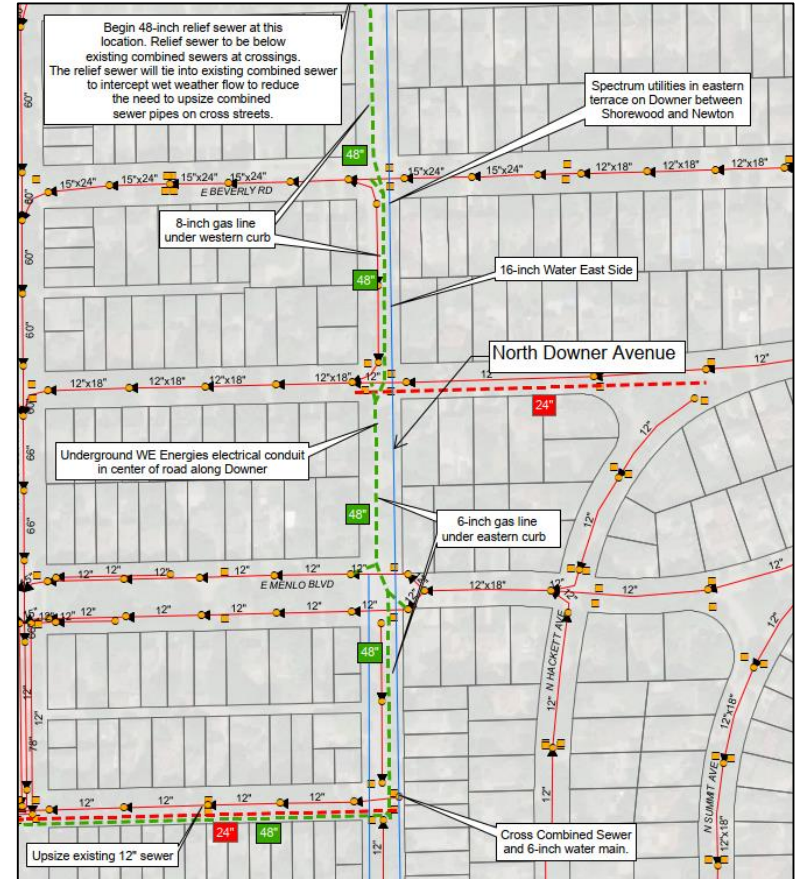 Begin 48-inch relief sewer at this
location. Relief sewer to be below
existing combined sewers at crossings.
The relief sewer will tie into existing combined sewer
to intercept wet weather flow to reduce
the need to upsize combined
sewer pipes on cross streets.
Spectrum utilities in eastern
terrace on Downer between
Shorewood and Newton
60"
48"
15"x24"
15"x24"
15"x24"
15"x24"
15"x24"
12"x18"
12"x18"
12"x18"
E BEVERLY RD
60"
8-inch gas line
under western curb
60"
48"
16-inch Water East Side
60"
North Downer Avenue
12"x18"
12"x18"
12"x18"
12"x18"
12"
12"
12"
24"
66"
Underground WE Energies electrical conduit
in center of road along Downer
12"
48"
6-inch gas line
under eastern curb
66"
12"
12"
12"
12"
12"
12"
E MENLO BLVD
12"x18"
12"
12"
12"
12"
12"
12"
12"
12"
12"
48"
N HACKETT AVE
12"
12"x18"
12"
12"
78"
12"
12"
12"
12"
12"
24"
48"
Upsize existing 12" sewer
12"
Cross Combined Sewer
and 6-inch water main.
12"
N SUMMIT AVE
12"x18"